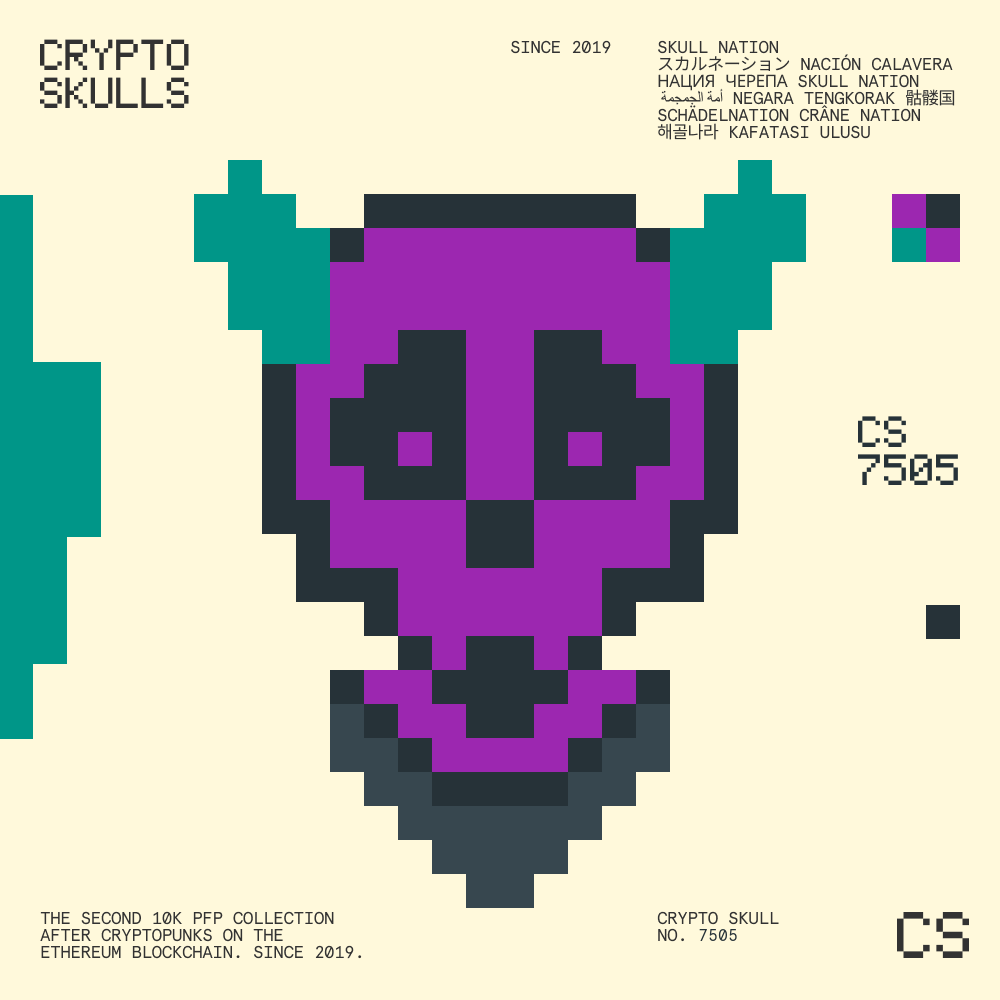 CRYPTO
SKULLS
SINCE 2019
SKULL NATION
スカルネーション NACIÓN CALAVERA
НАЦИЯ ЧЕРЕПА SKULL NATION
أمة الجمجمة NEGARA TENGKORAK 骷髅国
SCHÄDELNATION CRÂNE NATION
해골나라 KAFATASI ULUSU
CS
7505
THE SECOND 10K PFP COLLECTION
AFTER CRYPTOPUNKS ON THE
ETHEREUM BLOCKCHAIN. SINCE 2019.
CRYPTO SKULL
NO. 7505
CS